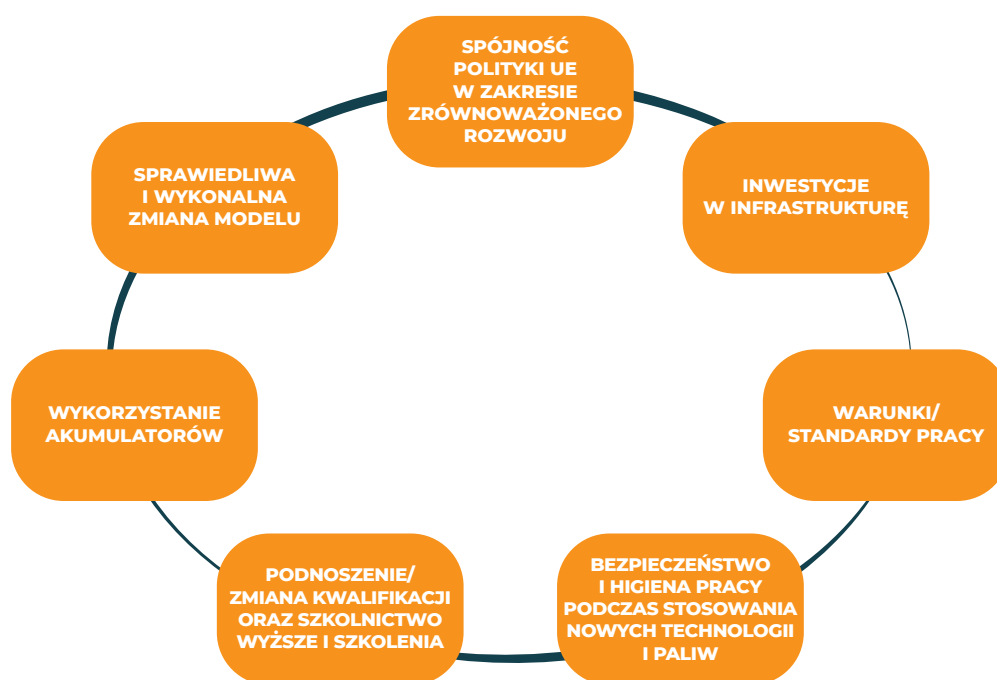 SPÓJNOŚĆ
POLITYKI UE
W ZAKRESIE
ZRÓWNOWAŻONEGO
ROZWOJU
SPRAWIEDLIWA
I WYKONALNA
ZMIANA MODELU
INWESTYCJE
W INFRASTRUKTURĘ
WYKORZYSTANIE
AKUMULATORÓW
WARUNKI/
STANDARDY PRACY
PODNOSZENIE/
ZMIANA KWALIFIKACJI
ORAZ SZKOLNICTWO
WYŻSZE I SZKOLENIA
BEZPIECZEŃSTWO
I HIGIENA PRACY
PODCZAS STOSOWANIA
NOWYCH TECHNOLOGII
I PALIW